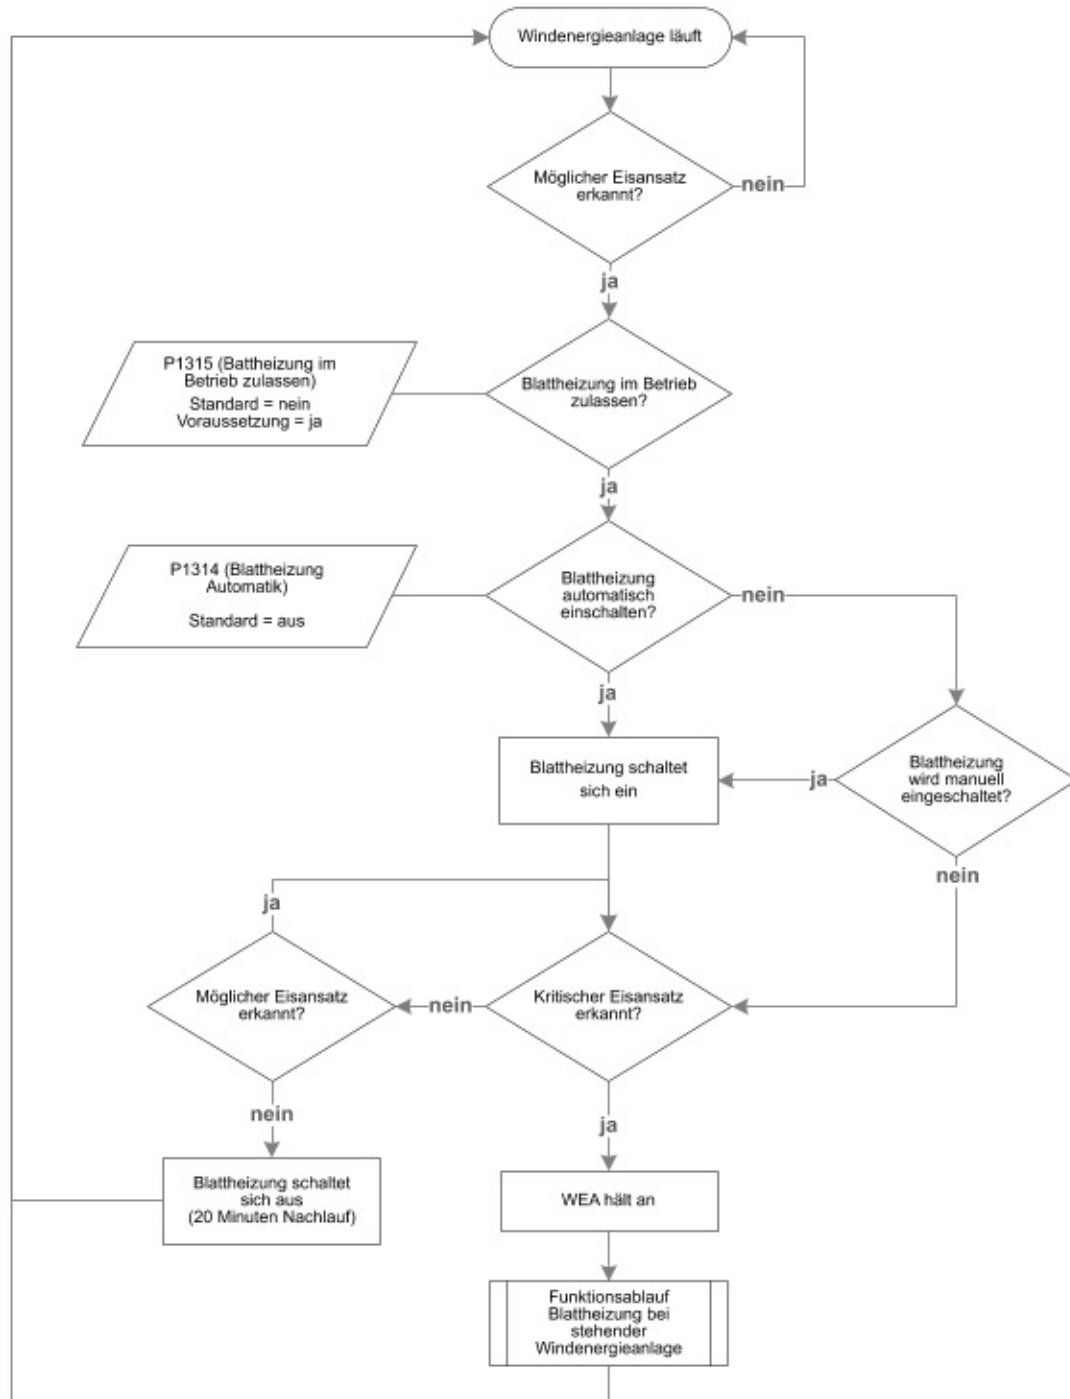 Windenergieanlage läuft
Möglicher Eisansatz
erkannt?
nein
ja
P1315 (Battheizung im
Betrieb zulassen)
Standard = nein
Voraussetzung = ja
Blattheizung im Betrieb
zulassen?
ja
P1314 (Blattheizung
Automatik)
Standard = aus
Blattheizung
automatisch
einschalten?
nein
ja
Blattheizung schaltet
sich ein
ja
Blattheizung
wird manuell
eingeschaltet?
nein
ja
Möglicher Eisansatz
erkannt?
nein
Kritischer Eisansatz
erkannt?
nein
ja
Blattheizung schaltet
sich aus
(20 Minuten Nachlauf)
WEA hält an
Funktionsablauf
Blattheizung bei
stehender
Windenergieanlage